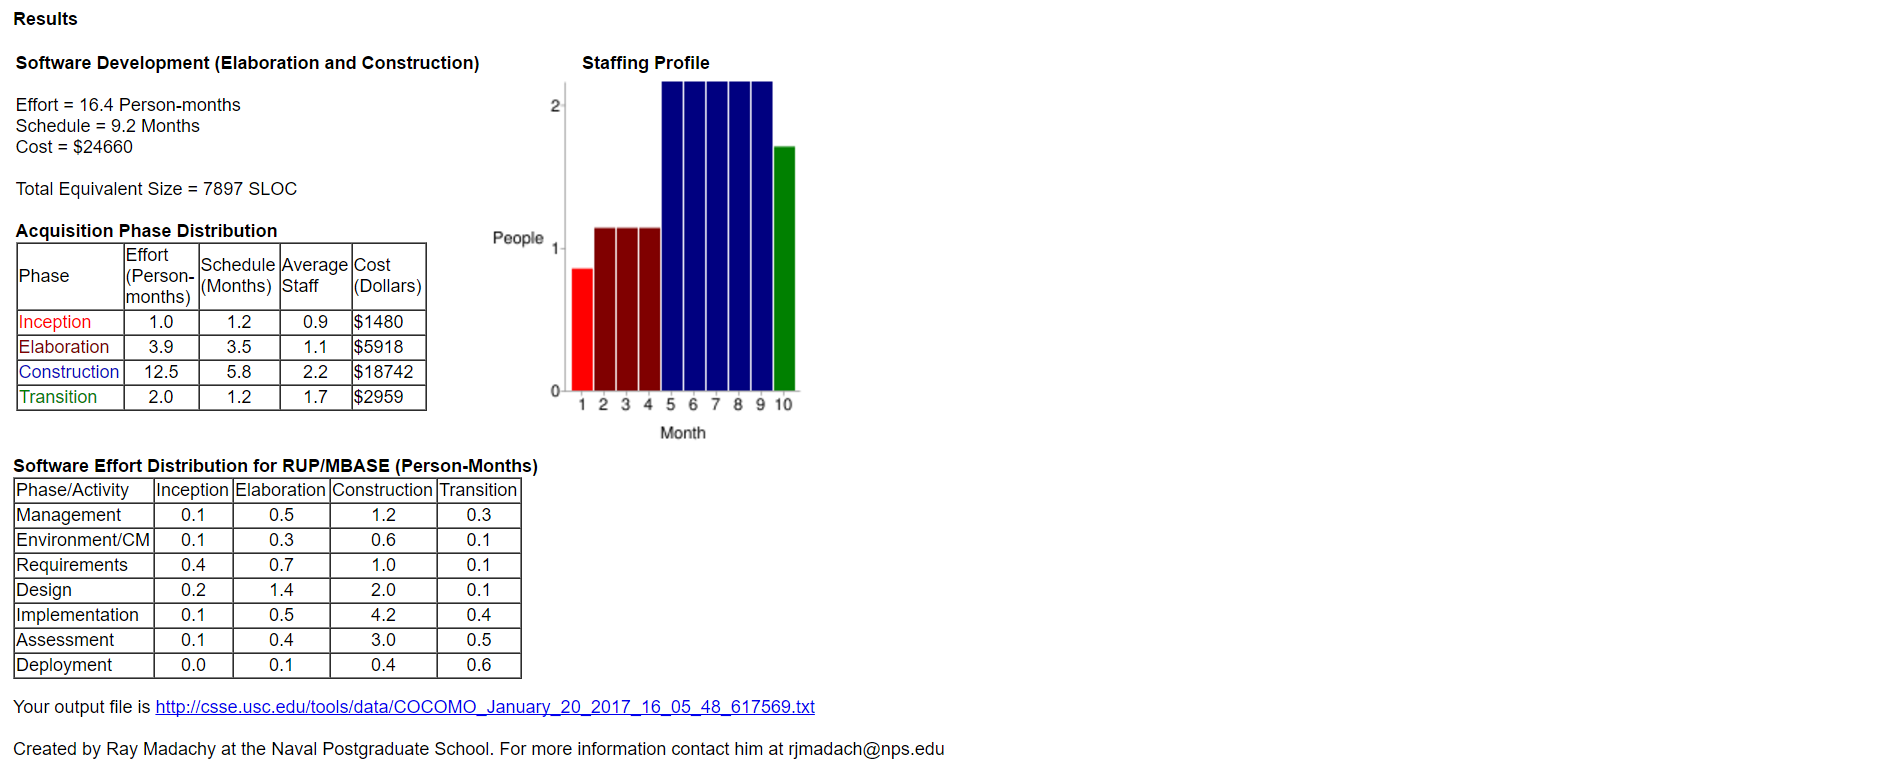 Results
Software Development (Elaboration and Construction)
Effort = 16.4 Person-months
Schedule = 9.2 Months
Cost = $24660
Total Equivalent Size = 7897 SLOC
Acquisition Phase Distribution
Phase Effort (Person-months) Schedule (Months) Average Staff Cost (Dollars)
Inception 1.0 1.2 0.9 $1480
Elaboration 3.9 3.5 1.1 $5918
Construction 12.5 5.8 2.2 $18742
Transition 2.0 1.2 1.7 $2959
Staffing Profile
2
People
1
0
1 2 3 4 5 6 7 8 9 10
Month
Software Effort Distribution for RUP/MBASE (Person-Months)
Phase/Activity Inception Elaboration Construction Transition
Management 0.1 0.5 1.2 0.3
Environment/CM 0.1 0.3 0.6 0.1
Requirements 0.4 0.7 1.0 0.1
Design 0.2 1.4 2.0 0.1
Implementation 0.1 0.5 4.2 0.4
Assessment 0.1 0.4 3.0 0.5
Deployment 0.0 0.1 0.4 0.6
Your output file is http://csse.usc.edu/tools/data/COCOMO_January_20_2017_16_05_48_617569.txt
Created by Ray Madachy at the Naval Postgraduate School. For more information contact him at rjmadach@nps.edu